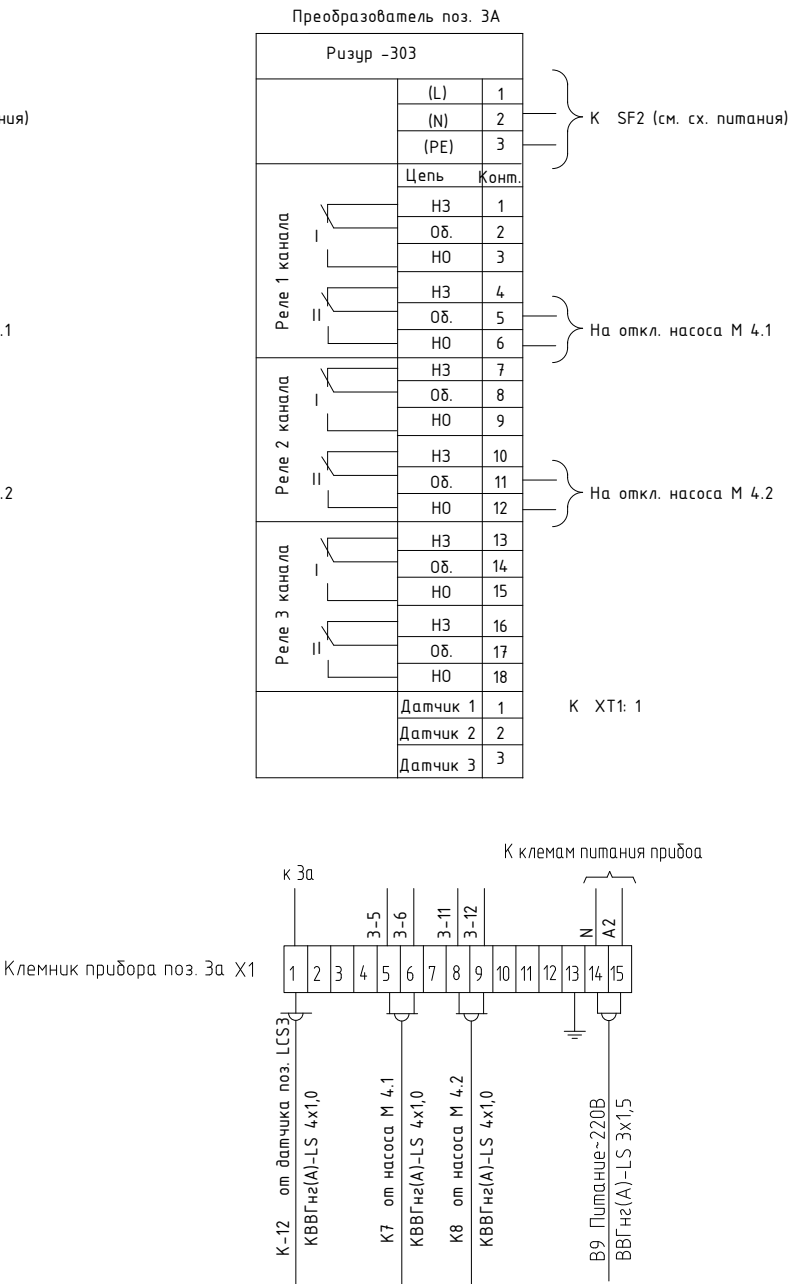 Преобразователь поз. 3А
Ризур -303
(L) 1
ния)
(N) 2
К SF2 (см. сх. питания)
(PE) 3
Цепь Конт.
Реле 1 канала
I
НЗ 1
Об. 2
НО 3
II
НЗ 4
Об. 5
НО 6
.1
На откл. насоса М 4.1
Реле 2 канала
I
НЗ 7
Об. 8
НО 9
II
НЗ 10
Об. 11
НО 12
.2
На откл. насоса М 4.2
Реле 3 канала
I
НЗ 13
Об. 14
НО 15
II
НЗ 16
Об. 17
НО 18
Датчик 1 1
К XT1: 1
Датчик 2 2
Датчик 3 3
К клемам питания прибоа
к 3а
3-5
3-6
3-11
3-12
N
A2
Клемник прибора поз. 3а X1
1 2 3 4 5 6 7 8 9 10 11 12 13 14 15
К-12 от датчика поз. LCS3
КВВГнг(А)-LS 4х1,0
К7 от насоса М 4.1
КВВГнг(А)-LS 4х1,0
К8 от насоса М 4.2
КВВГнг(А)-LS 4х1,0
В9 Питание~220В
ВВГнг(А)-LS 3х1,5